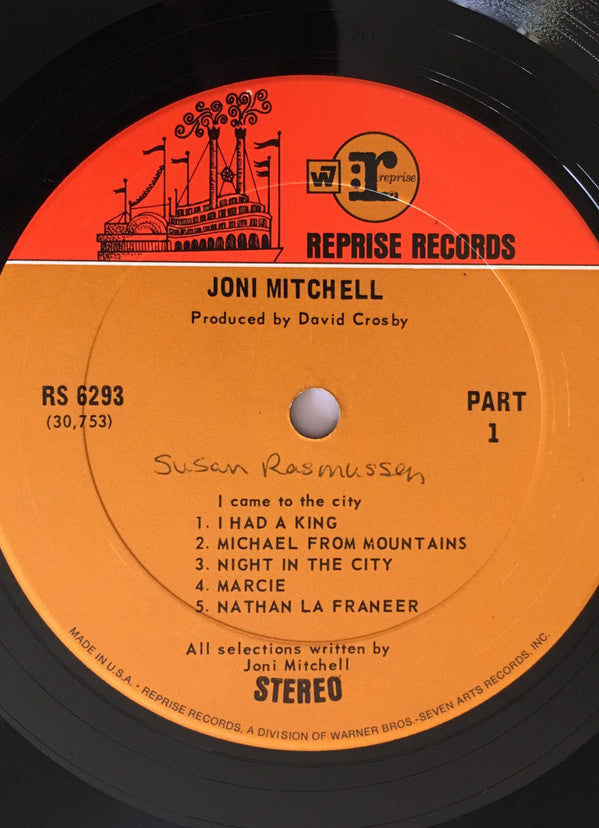 W7
r
reprise
REPRISE RECORDS
JONI MITCHELL
Produced by David Crosby
RS 6293
(30,753)
PART
1
Susan Rasmussen
I came to the city
1. I HAD A KING
2. MICHAEL FROM MOUNTAINS
3. NIGHT IN THE CITY
4. MARCIE
5. NATHAN LA FRANEER
All selections written by
Joni Mitchell
STEREO
MADE IN U.S.A. - REPRISE RECORDS, A DIVISION OF WARNER BROS.-SEVEN ARTS RECORDS, INC.